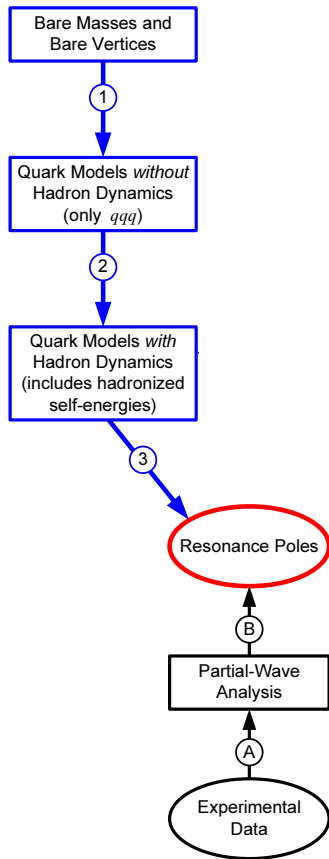 Bare Masses and
Bare Vertices
1
Quark Models without
Hadron Dynamics
(only qqq)
2
Quark Models with
Hadron Dynamics
(includes hadronized
self-energies)
3
Resonance Poles
B
Partial-Wave
Analysis
A
Experimental
Data